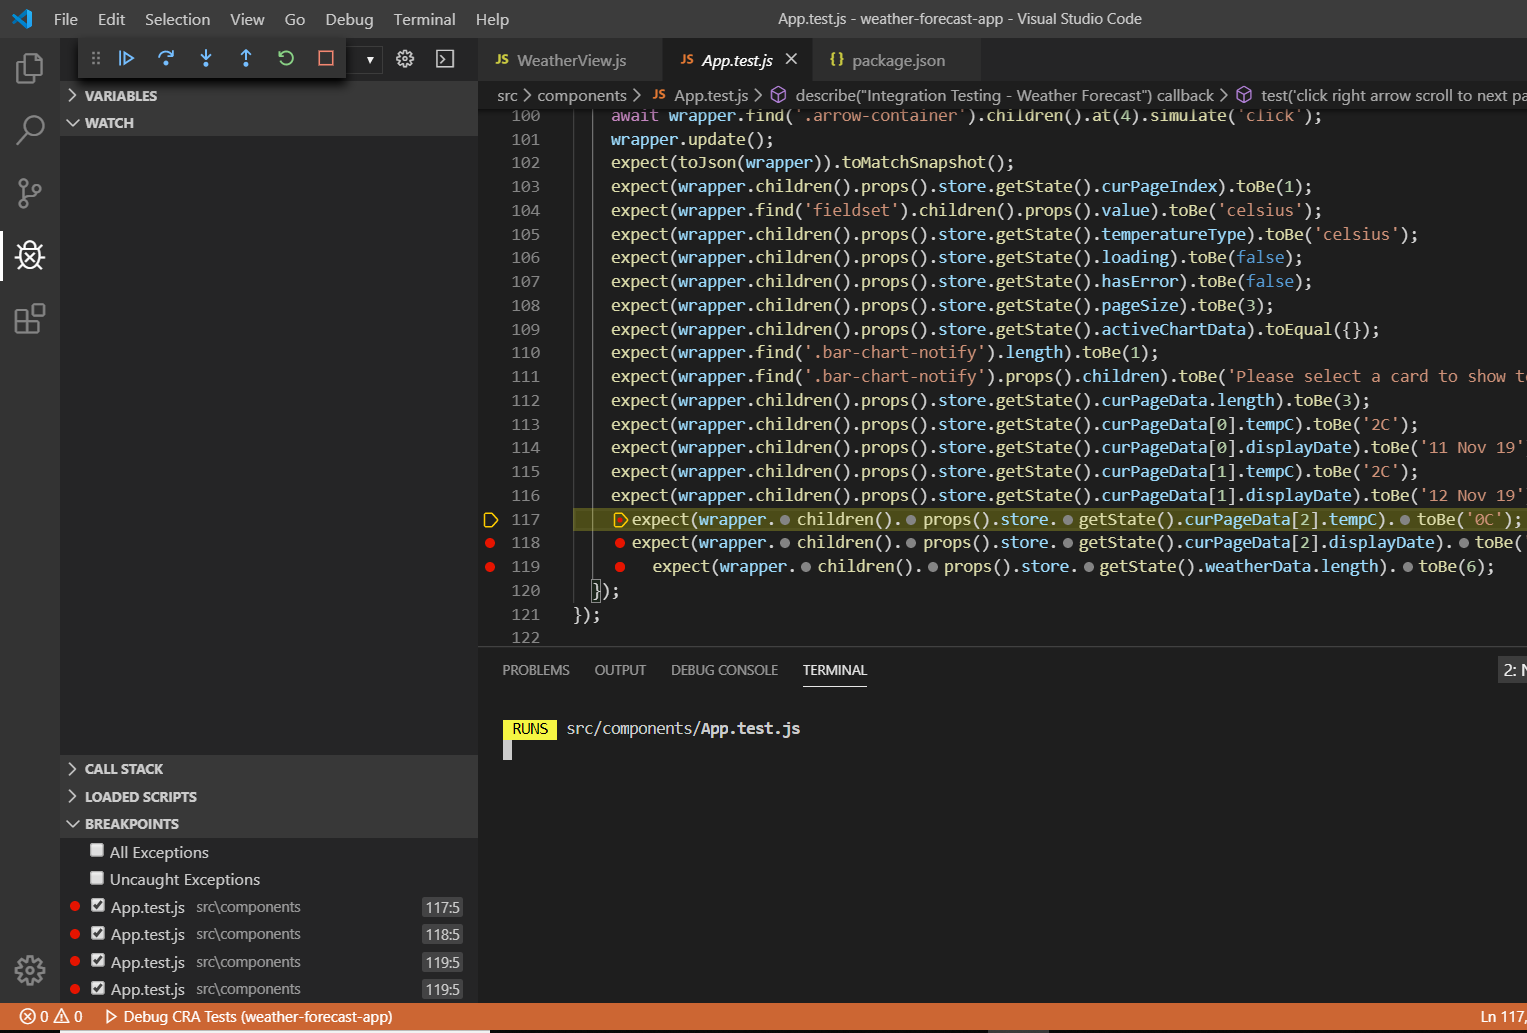 File Edit Selection View Go Debug Terminal Help
App.test.js - weather-forecast-app - Visual Studio Code
JS WeatherView.js
JS App.test.js
{} package.json
src components JS App.test.js describe("Integration Testing - Weather Forecast") callback test('click right arrow scroll to next pa
VARIABLES
WATCH
100 await wrapper.find('.arrow-container').children().at(4).simulate('click');
101 wrapper.update();
102 expect(toJson(wrapper)).toMatchSnapshot();
103 expect(wrapper.children().props().store.getState().curPageIndex).toBe(1);
104 expect(wrapper.find('fieldset').children().props().value).toBe('celsius');
105 expect(wrapper.children().props().store.getState().temperatureType).toBe('celsius');
106 expect(wrapper.children().props().store.getState().loading).toBe(false);
107 expect(wrapper.children().props().store.getState().hasError).toBe(false);
108 expect(wrapper.children().props().store.getState().pageSize).toBe(3);
109 expect(wrapper.children().props().store.getState().activeChartData).toEqual({});
110 expect(wrapper.find('.bar-chart-notify').length).toBe(1);
111 expect(wrapper.find('.bar-chart-notify').props().children).toBe('Please select a card to show te
112 expect(wrapper.children().props().store.getState().curPageData.length).toBe(3);
113 expect(wrapper.children().props().store.getState().curPageData[0].tempC).toBe('2C');
114 expect(wrapper.children().props().store.getState().curPageData[0].displayDate).toBe('11 Nov 19'
115 expect(wrapper.children().props().store.getState().curPageData[1].tempC).toBe('2C');
116 expect(wrapper.children().props().store.getState().curPageData[1].displayDate).toBe('12 Nov 19'
117 expect(wrapper. children(). props().store. getState().curPageData[2].tempC). toBe('0C');
118 expect(wrapper. children(). props().store. getState().curPageData[2].displayDate). toBe('
119 expect(wrapper. children(). props().store. getState().weatherData.length). toBe(6);
120 });
121 });
122
PROBLEMS OUTPUT DEBUG CONSOLE TERMINAL
2: N
RUNS src/components/App.test.js
CALL STACK
LOADED SCRIPTS
BREAKPOINTS
All Exceptions
Uncaught Exceptions
App.test.js src\components 117:5
App.test.js src\components 118:5
App.test.js src\components 119:5
App.test.js src\components 119:5
0 0 Debug CRA Tests (weather-forecast-app)
Ln 117,